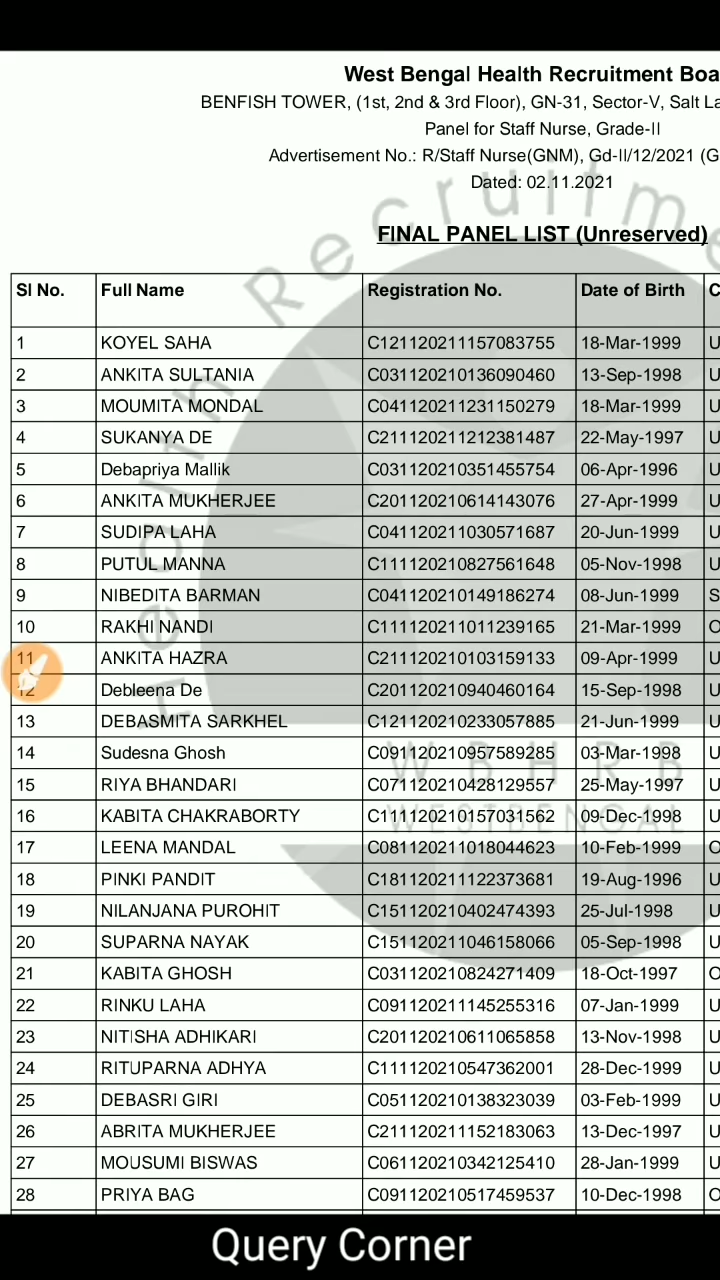 West Bengal Health Recruitment Boa
BENFISH TOWER, (1st, 2nd & 3rd Floor), GN-31, Sector-V, Salt La
Panel for Staff Nurse, Grade-II
Advertisement No.: R/Staff Nurse(GNM), Gd-II/12/2021 (G
Dated: 02.11.2021
FINAL PANEL LIST (Unreserved)
Sl No. Full Name Registration No. Date of Birth C
1 KOYEL SAHA C121120211157083755 18-Mar-1999 U
2 ANKITA SULTANIA C031120210136090460 13-Sep-1998 U
3 MOUMITA MONDAL C041120211231150279 18-Mar-1999 U
4 SUKANYA DE C211120211212381487 22-May-1997 U
5 Debapriya Mallik C031120210351455754 06-Apr-1996 U
6 ANKITA MUKHERJEE C201120210614143076 27-Apr-1999 U
7 SUDIPA LAHA C041120211030571687 20-Jun-1999 U
8 PUTUL MANNA C111120210827561648 05-Nov-1998 U
9 NIBEDITA BARMAN C041120210149186274 08-Jun-1999 S
10 RAKHI NANDI C111120211011239165 21-Mar-1999 O
11 ANKITA HAZRA C211120210103159133 09-Apr-1999 U
12 Debleena De C201120210940460164 15-Sep-1998 U
13 DEBASMITA SARKHEL C121120210233057885 21-Jun-1999 U
14 Sudesna Ghosh C091120210957589285 03-Mar-1998 U
15 RIYA BHANDARI C071120210428129557 25-May-1997 U
16 KABITA CHAKRABORTY C111120210157031562 09-Dec-1998 U
17 LEENA MANDAL C081120211018044623 10-Feb-1999 O
18 PINKI PANDIT C181120211122373681 19-Aug-1996 U
19 NILANJANA PUROHIT C151120210402474393 25-Jul-1998 U
20 SUPARNA NAYAK C151120211046158066 05-Sep-1998 U
21 KABITA GHOSH C031120210824271409 18-Oct-1997 O
22 RINKU LAHA C091120211145255316 07-Jan-1999 U
23 NITISHA ADHIKARI C201120210611065858 13-Nov-1998 U
24 RITUPARNA ADHYA C111120210547362001 28-Dec-1999 U
25 DEBASRI GIRI C051120210138323039 03-Feb-1999 U
26 ABRITA MUKHERJEE C211120211152183063 13-Dec-1997 U
27 MOUSUMI BISWAS C061120210342125410 28-Jan-1999 U
28 PRIYA BAG C091120210517459537 10-Dec-1998 O
Health Recruitme
WBHRB
WESTBENGAL
Query Corner